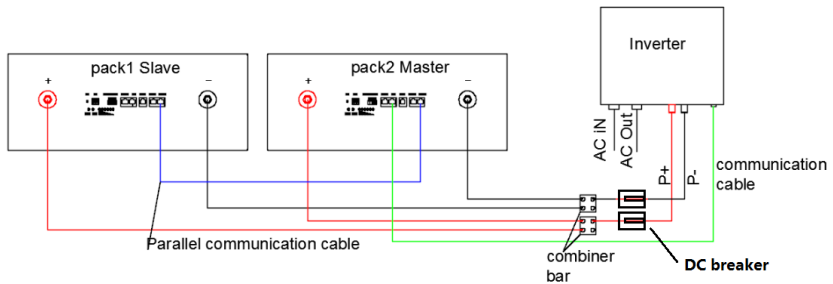 Inverter
pack1 Slave
pack2 Master
+
−
+
−
AC iN
AC Out
P+
P-
communication
cable
Parallel communication cable
combiner
bar
DC breaker